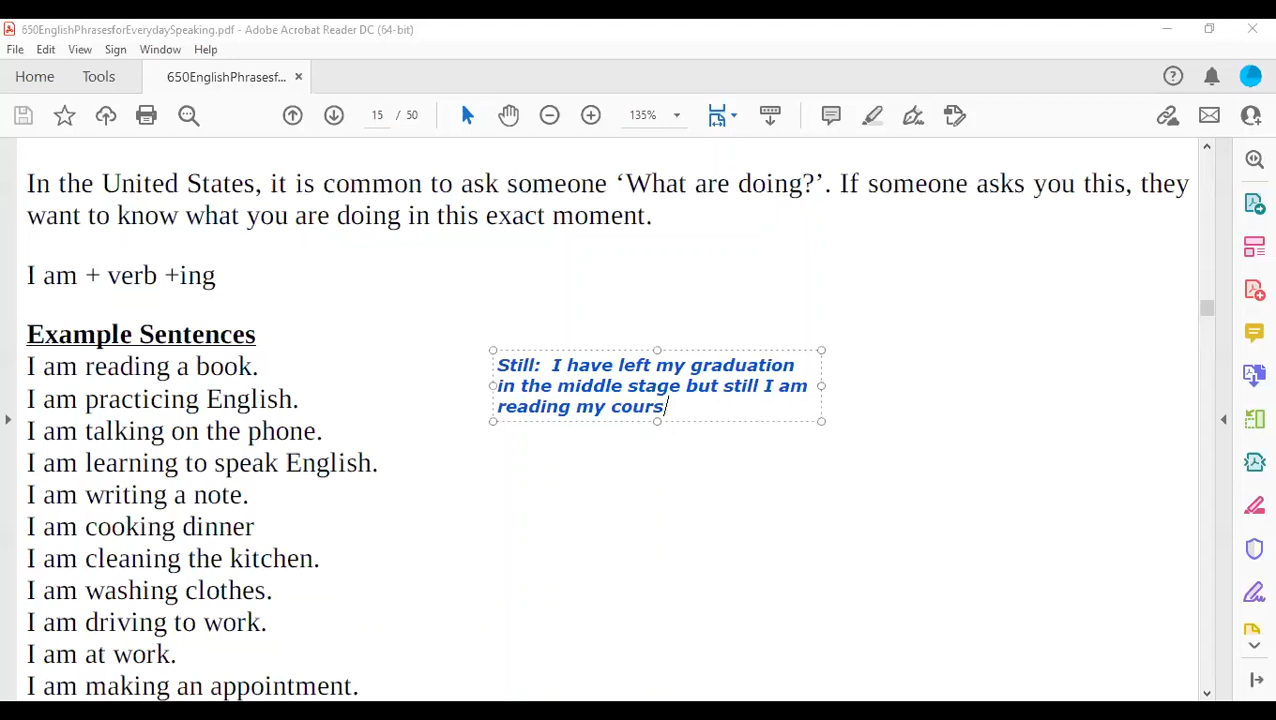 650EnglishPhrasesforEverydaySpeaking.pdf - Adobe Acrobat Reader DC (64-bit)
File Edit View Sign Window Help
Home Tools 650EnglishPhrasesf... ×
15 / 50 135%
In the United States, it is common to ask someone ‘What are doing?’. If someone asks you this, they
want to know what you are doing in this exact moment.
I am + verb +ing
Example Sentences
I am reading a book.
I am practicing English.
I am talking on the phone.
I am learning to speak English.
I am writing a note.
I am cooking dinner
I am cleaning the kitchen.
I am washing clothes.
I am driving to work.
I am at work.
I am making an appointment.
Still: I have left my graduation
in the middle stage but still I am
reading my cours